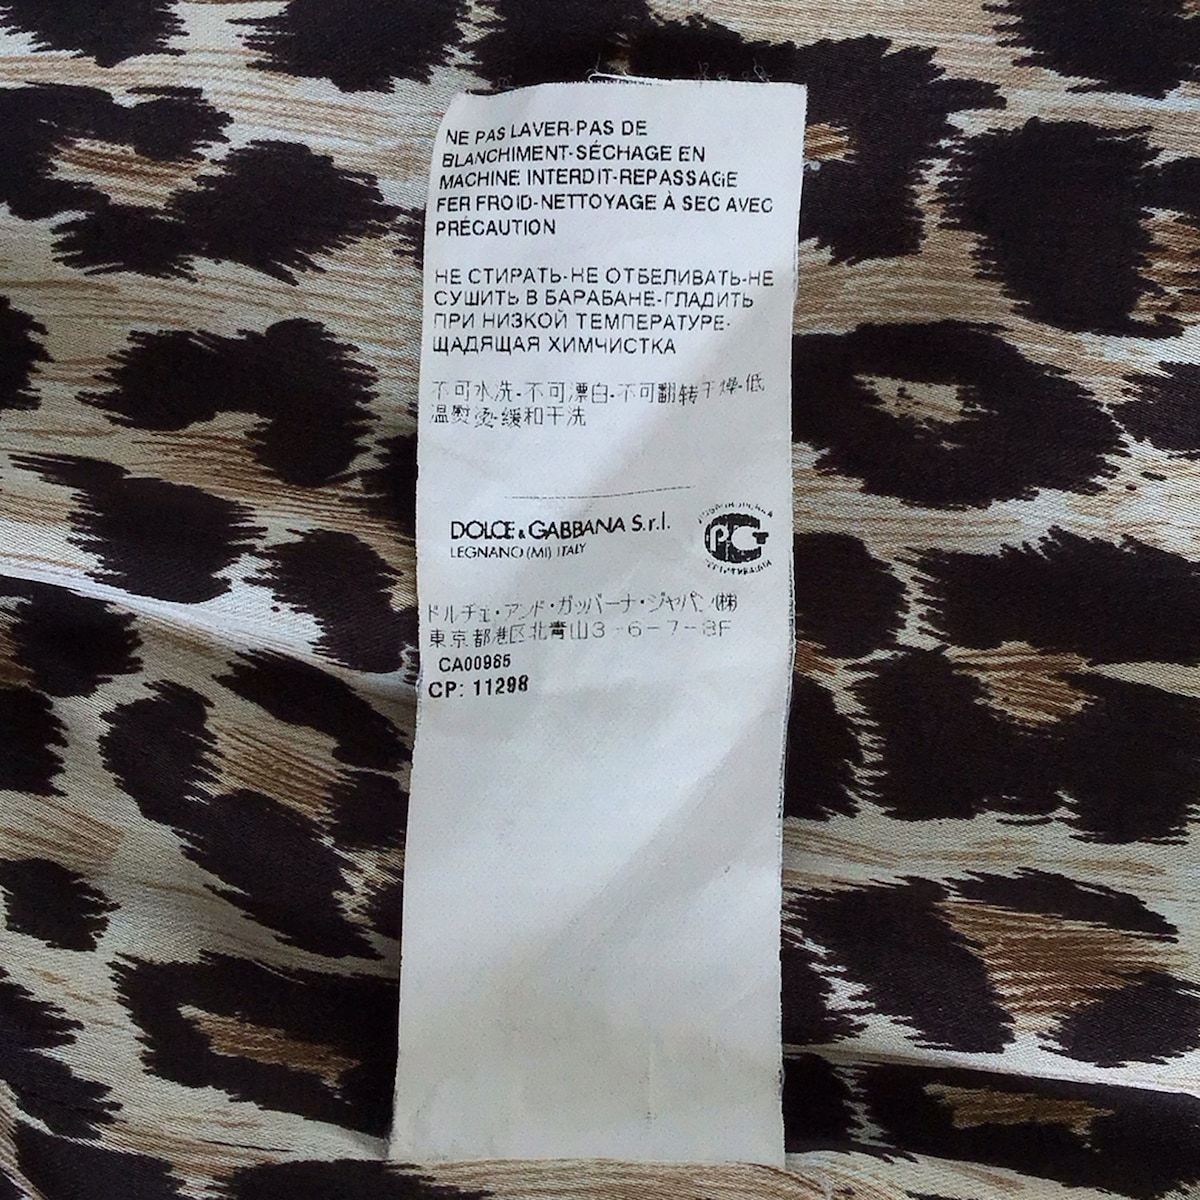 NE PAS LAVER-PAS DE
BLANCHIMENT-SÉCHAGE EN
MACHINE INTERDIT-REPASSAGE
FER FROID-NETTOYAGE À SEC AVEC
PRÉCAUTION
НЕ СТИРАТЬ-НЕ ОТБЕЛИВАТЬ-НЕ
СУШИТЬ В БАРАБАНЕ-ГЛАДИТЬ
ПРИ НИЗКОЙ ТЕМПЕРАТУРЕ-
ЩАДЯЩАЯ ХИМЧИСТКА
不可水洗-不可漂白-不可翻转干燥-低
温熨烫-缓和干洗
DOLCE & GABBANA S.r.l.
LEGNANO (MI) ITALY
ドルチェ・アンド・ガッバーナ・ジャパン(株)
東京都港区北青山3-6-7-8F
CA00985
CP: 11298